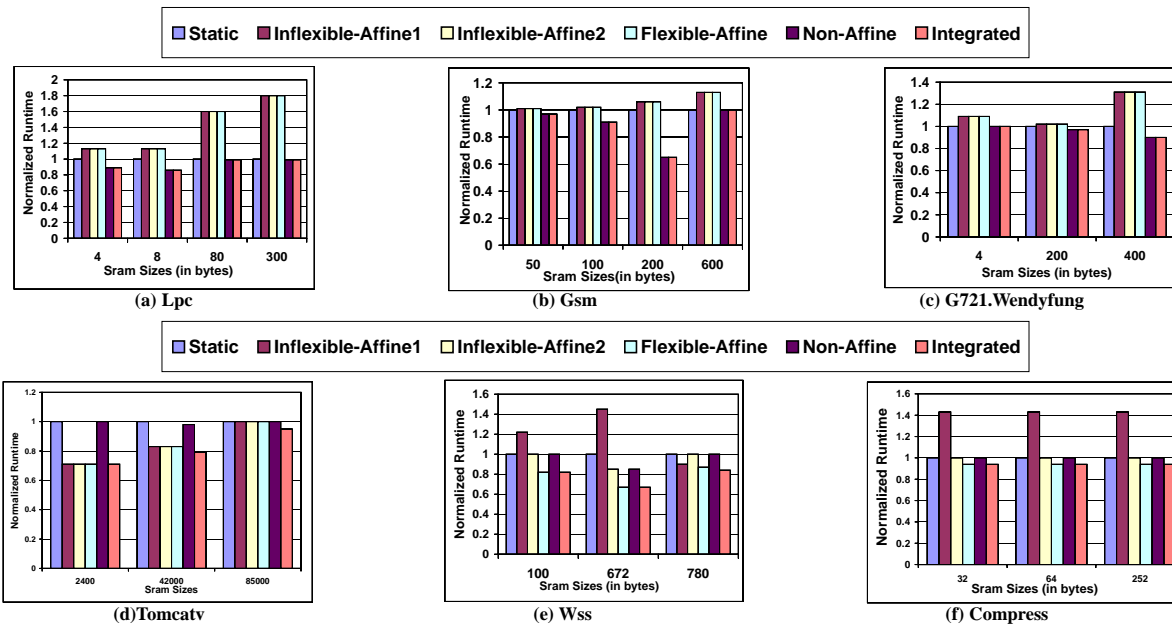 Static Inflexible-Affine1 Inflexible-Affine2 Flexible-Affine Non-Affine Integrated
Normalized Runtime
2
1.8
1.6
1.4
1.2
1
0.8
0.6
0.4
0.2
0
4 8 80 300
Sram Sizes (in bytes)
(a) Lpc
Normalized Runtime
1.2
1
0.8
0.6
0.4
0.2
0
50 100 200 600
Sram Sizes(in bytes)
(b) Gsm
Normalized Runtime
1.4
1.2
1
0.8
0.6
0.4
0.2
0
4 200 400
Sram Sizes (in bytes)
(c) G721.Wendyfung
Static Inflexible-Affine1 Inflexible-Affine2 Flexible-Affine Non-Affine Integrated
Normalized Runtime
1.2
1
0.8
0.6
0.4
0.2
0
2400 42000 85000
Sram Sizes
(d)Tomcatv
Normalized Runtime
1.6
1.4
1.2
1
0.8
0.6
0.4
0.2
0
100 672 780
Sram Sizes (in bytes)
(e) Wss
Normalized Runtime
1.6
1.4
1.2
1
0.8
0.6
0.4
0.2
0
32 64 252
Sram Sizes (in bytes)
(f) Compress